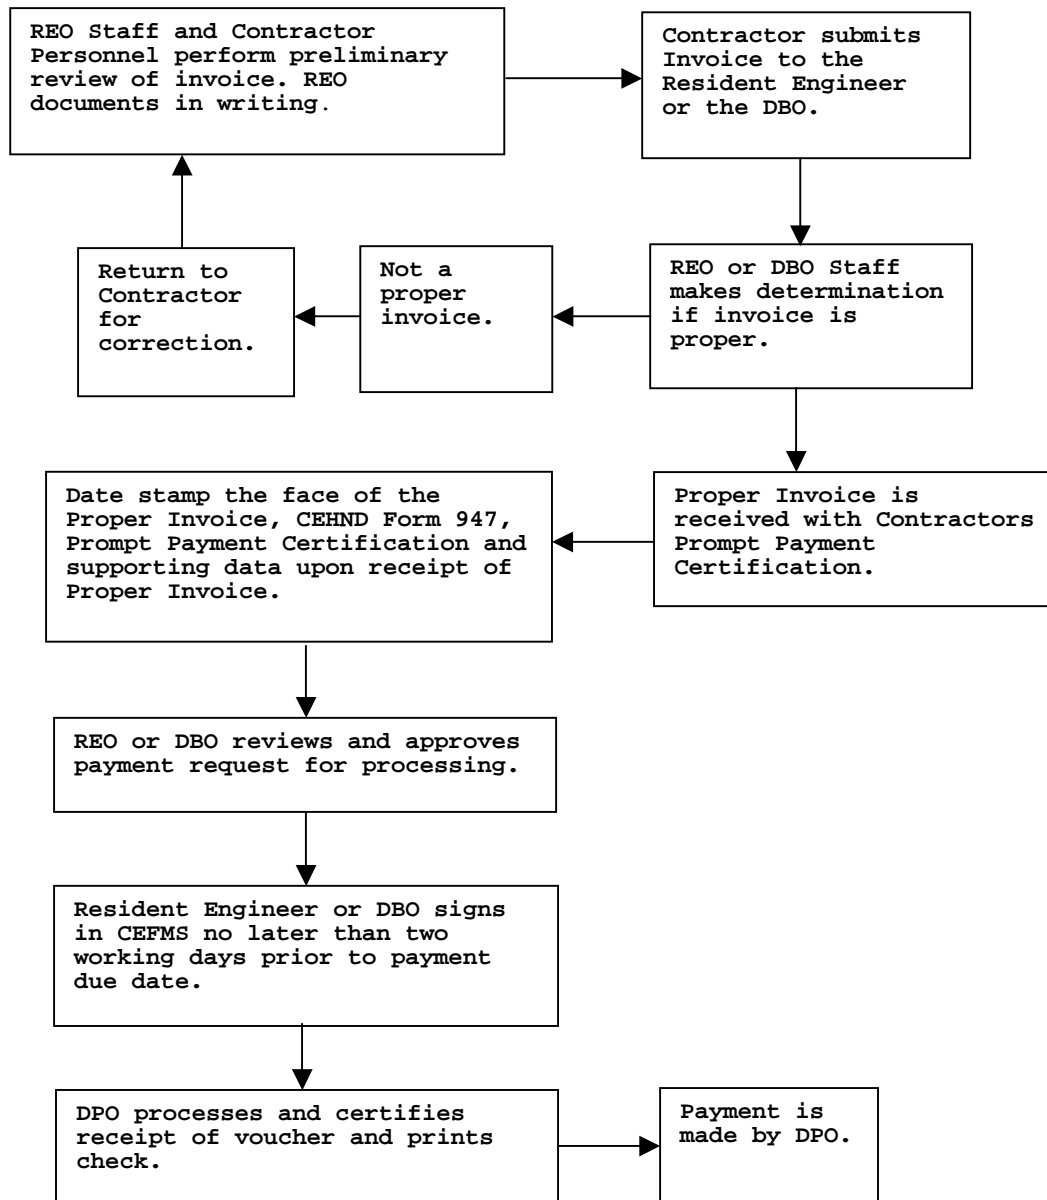 REO Staff and Contractor
Personnel perform preliminary
review of invoice. REO
documents in writing.
Contractor submits
Invoice to the
Resident Engineer
or the DBO.
REO or DBO Staff
makes determination
if invoice is
proper.
Not a
proper
invoice.
Return to
Contractor
for
correction.
Proper Invoice is
received with Contractors
Prompt Payment
Certification.
Date stamp the face of the
Proper Invoice, CEHND Form 947,
Prompt Payment Certification and
supporting data upon receipt of
Proper Invoice.
REO or DBO reviews and approves
payment request for processing.
Resident Engineer or DBO signs
in CEFMS no later than two
working days prior to payment
due date.
DPO processes and certifies
receipt of voucher and prints
check.
Payment is
made by DPO.